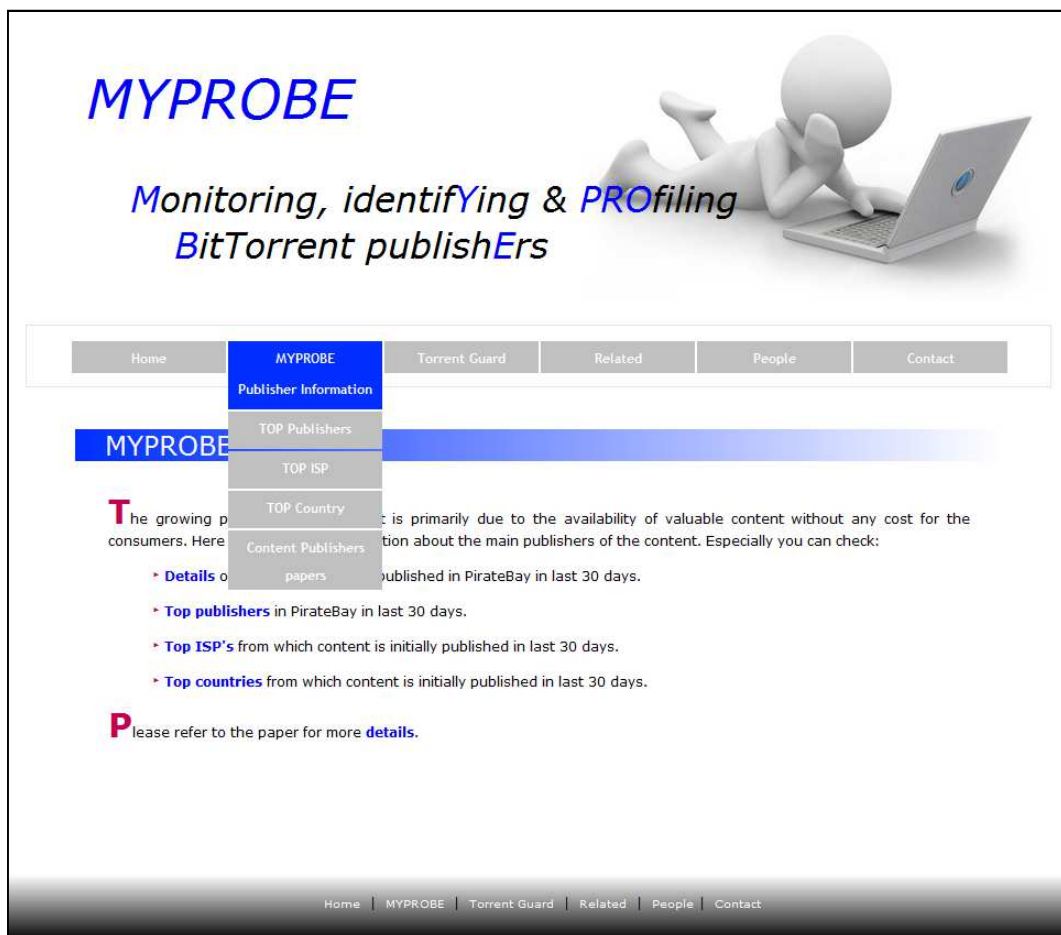 MYPROBE
Monitoring, identifYing & PROfiling
BitTorrent publishErs
Home MYPROBE Torrent Guard Related People Contact
Publisher Information
TOP Publishers
TOP ISP
TOP Country
Content Publishers
papers
MYPROBE
The growing p t is primarily due to the availability of valuable content without any cost for the
consumers. Here tion about the main publishers of the content. Especially you can check:
‣ Details o published in PirateBay in last 30 days.
‣ Top publishers in PirateBay in last 30 days.
‣ Top ISP's from which content is initially published in last 30 days.
‣ Top countries from which content is initially published in last 30 days.
Please refer to the paper for more details.
Home | MYPROBE | Torrent Guard | Related | People | Contact